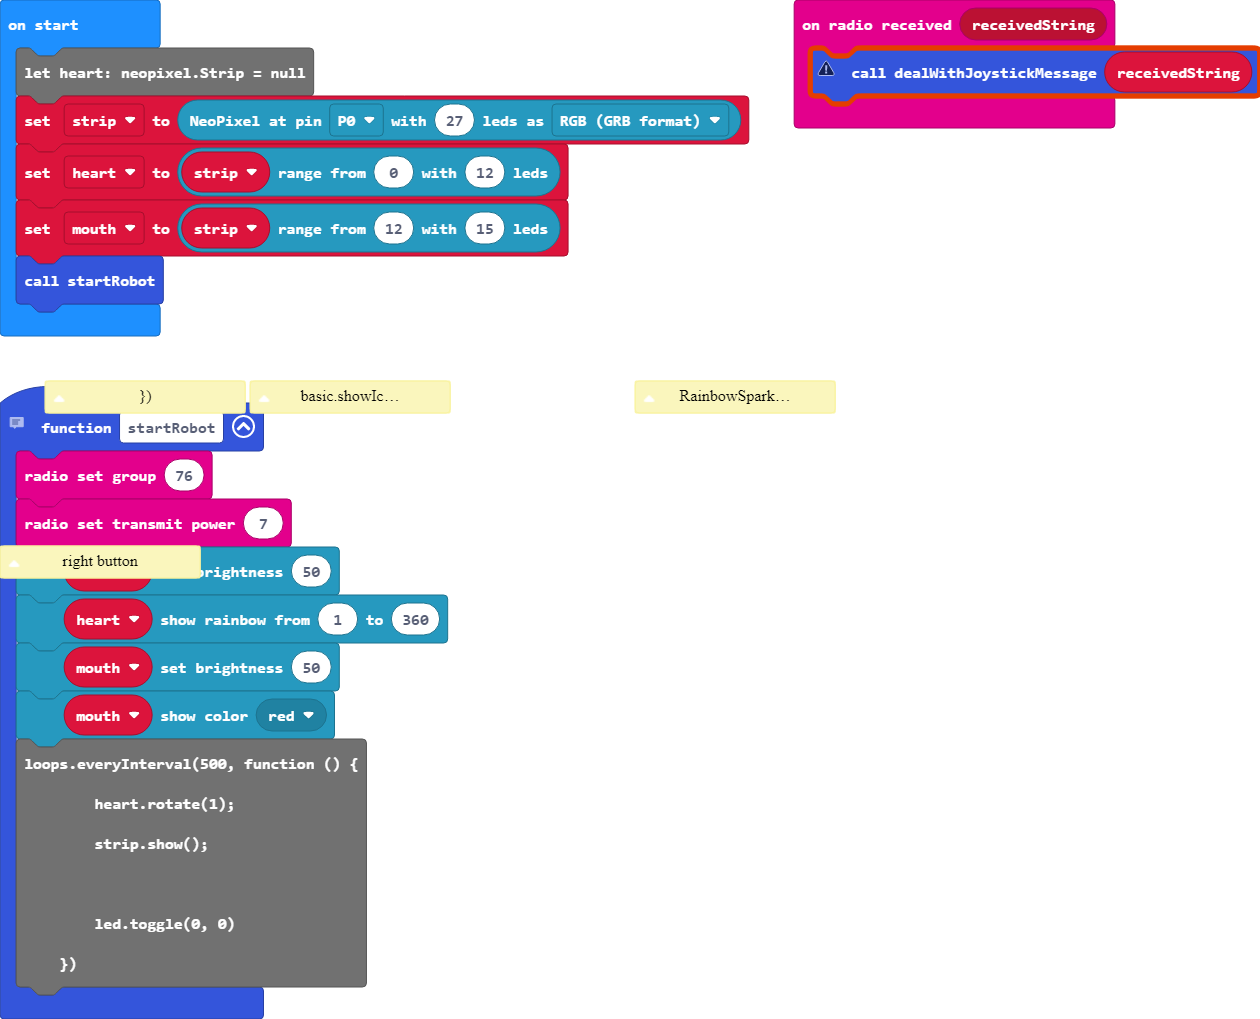 on start
let heart: neopixel.Strip = null
set strip to NeoPixel at pin P0 with 27 leds as RGB (GRB format)
set heart to strip range from 0 with 12 leds
set mouth to strip range from 12 with 15 leds
call startRobot
on radio received receivedString
call dealWithJoystickMessage receivedString
})
basic.showIc…
RainbowSpark…
function startRobot
radio set group 76
radio set transmit power 7
right button
brightness 50
heart show rainbow from 1 to 360
mouth set brightness 50
mouth show color red
loops.everyInterval(500, function () {
heart.rotate(1);
strip.show();
led.toggle(0, 0)
})